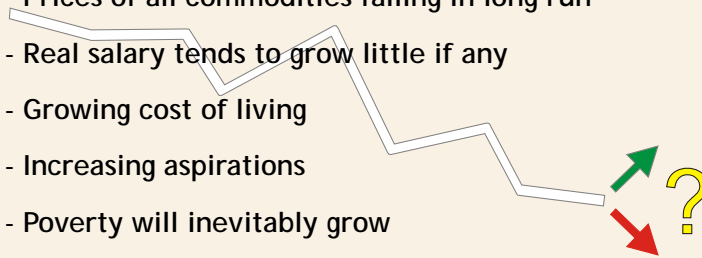 - Prices of all commodities falling in long run
- Real salary tends to grow little if any
- Growing cost of living
- Increasing aspirations
- Poverty will inevitably grow
?